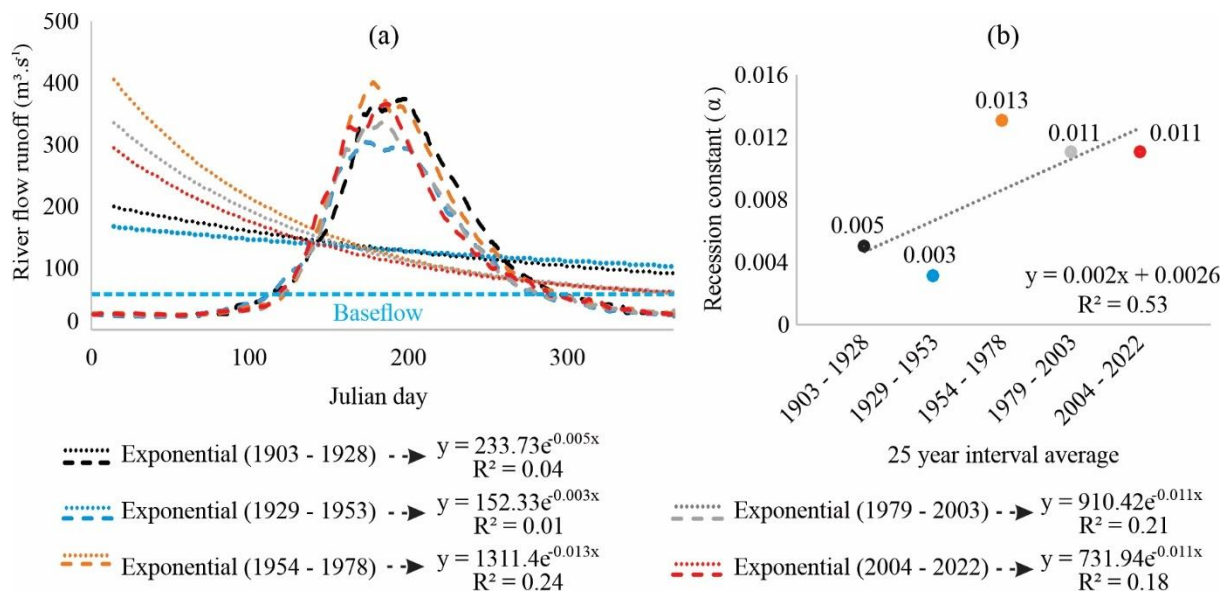 (a)
River flow runoff (m³.s⁻¹)
500
400
300
200
100
0
Baseflow
0 100 200 300
Julian day
(b)
Recession constant (α)
0.016
0.012
0.008
0.004
0
0.005
0.003
0.013
0.011
0.011
y = 0.002x + 0.0026
R² = 0.53
1903 - 1928
1929 - 1953
1954 - 1978
1979 - 2003
2004 - 2022
25 year interval average
Exponential (1903 - 1928) y = 233.73e⁻⁰·⁰⁰⁵ˣ
R² = 0.04
Exponential (1929 - 1953) y = 152.33e⁻⁰·⁰⁰³ˣ
R² = 0.01
Exponential (1954 - 1978) y = 1311.4e⁻⁰·⁰¹³ˣ
R² = 0.24
Exponential (1979 - 2003) y = 910.42e⁻⁰·⁰¹¹ˣ
R² = 0.21
Exponential (2004 - 2022) y = 731.94e⁻⁰·⁰¹¹ˣ
R² = 0.18